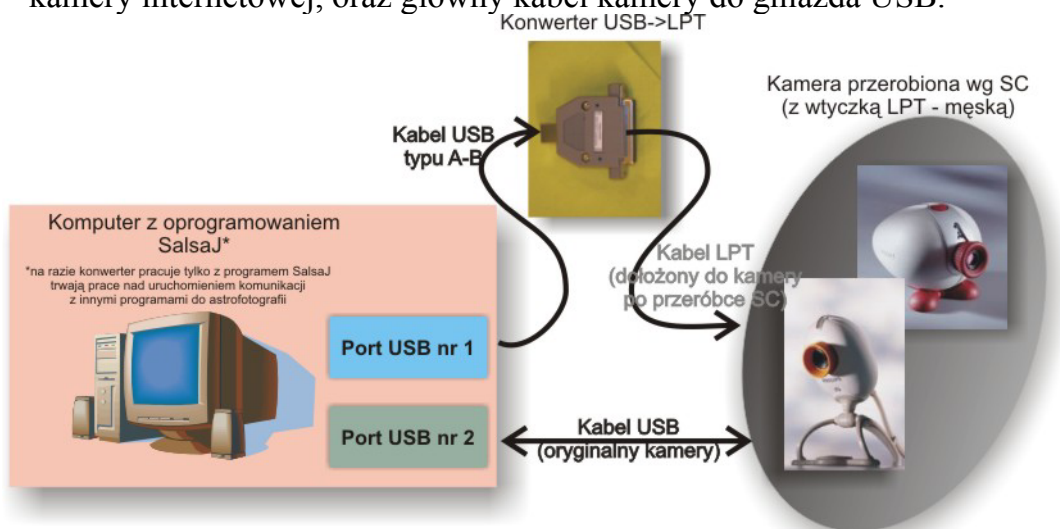 kamery internetowej, oraz główny kabel kamery do gniazda USB.
Konwerter USB->LPT
Kamera przerobiona wg SC
(z wtyczką LPT - męską)
Kabel USB
typu A-B
Komputer z oprogramowaniem
SalsaJ*
*na razie konwerter pracuje tylko z programem SalsaJ
trwają prace nad uruchomieniem komunikacji
z innymi programami do astrofotografii
Kabel LPT
(dołożony do kamery
po przeróbce SC)
Port USB nr 1
Port USB nr 2
Kabel USB
(oryginalny kamery)